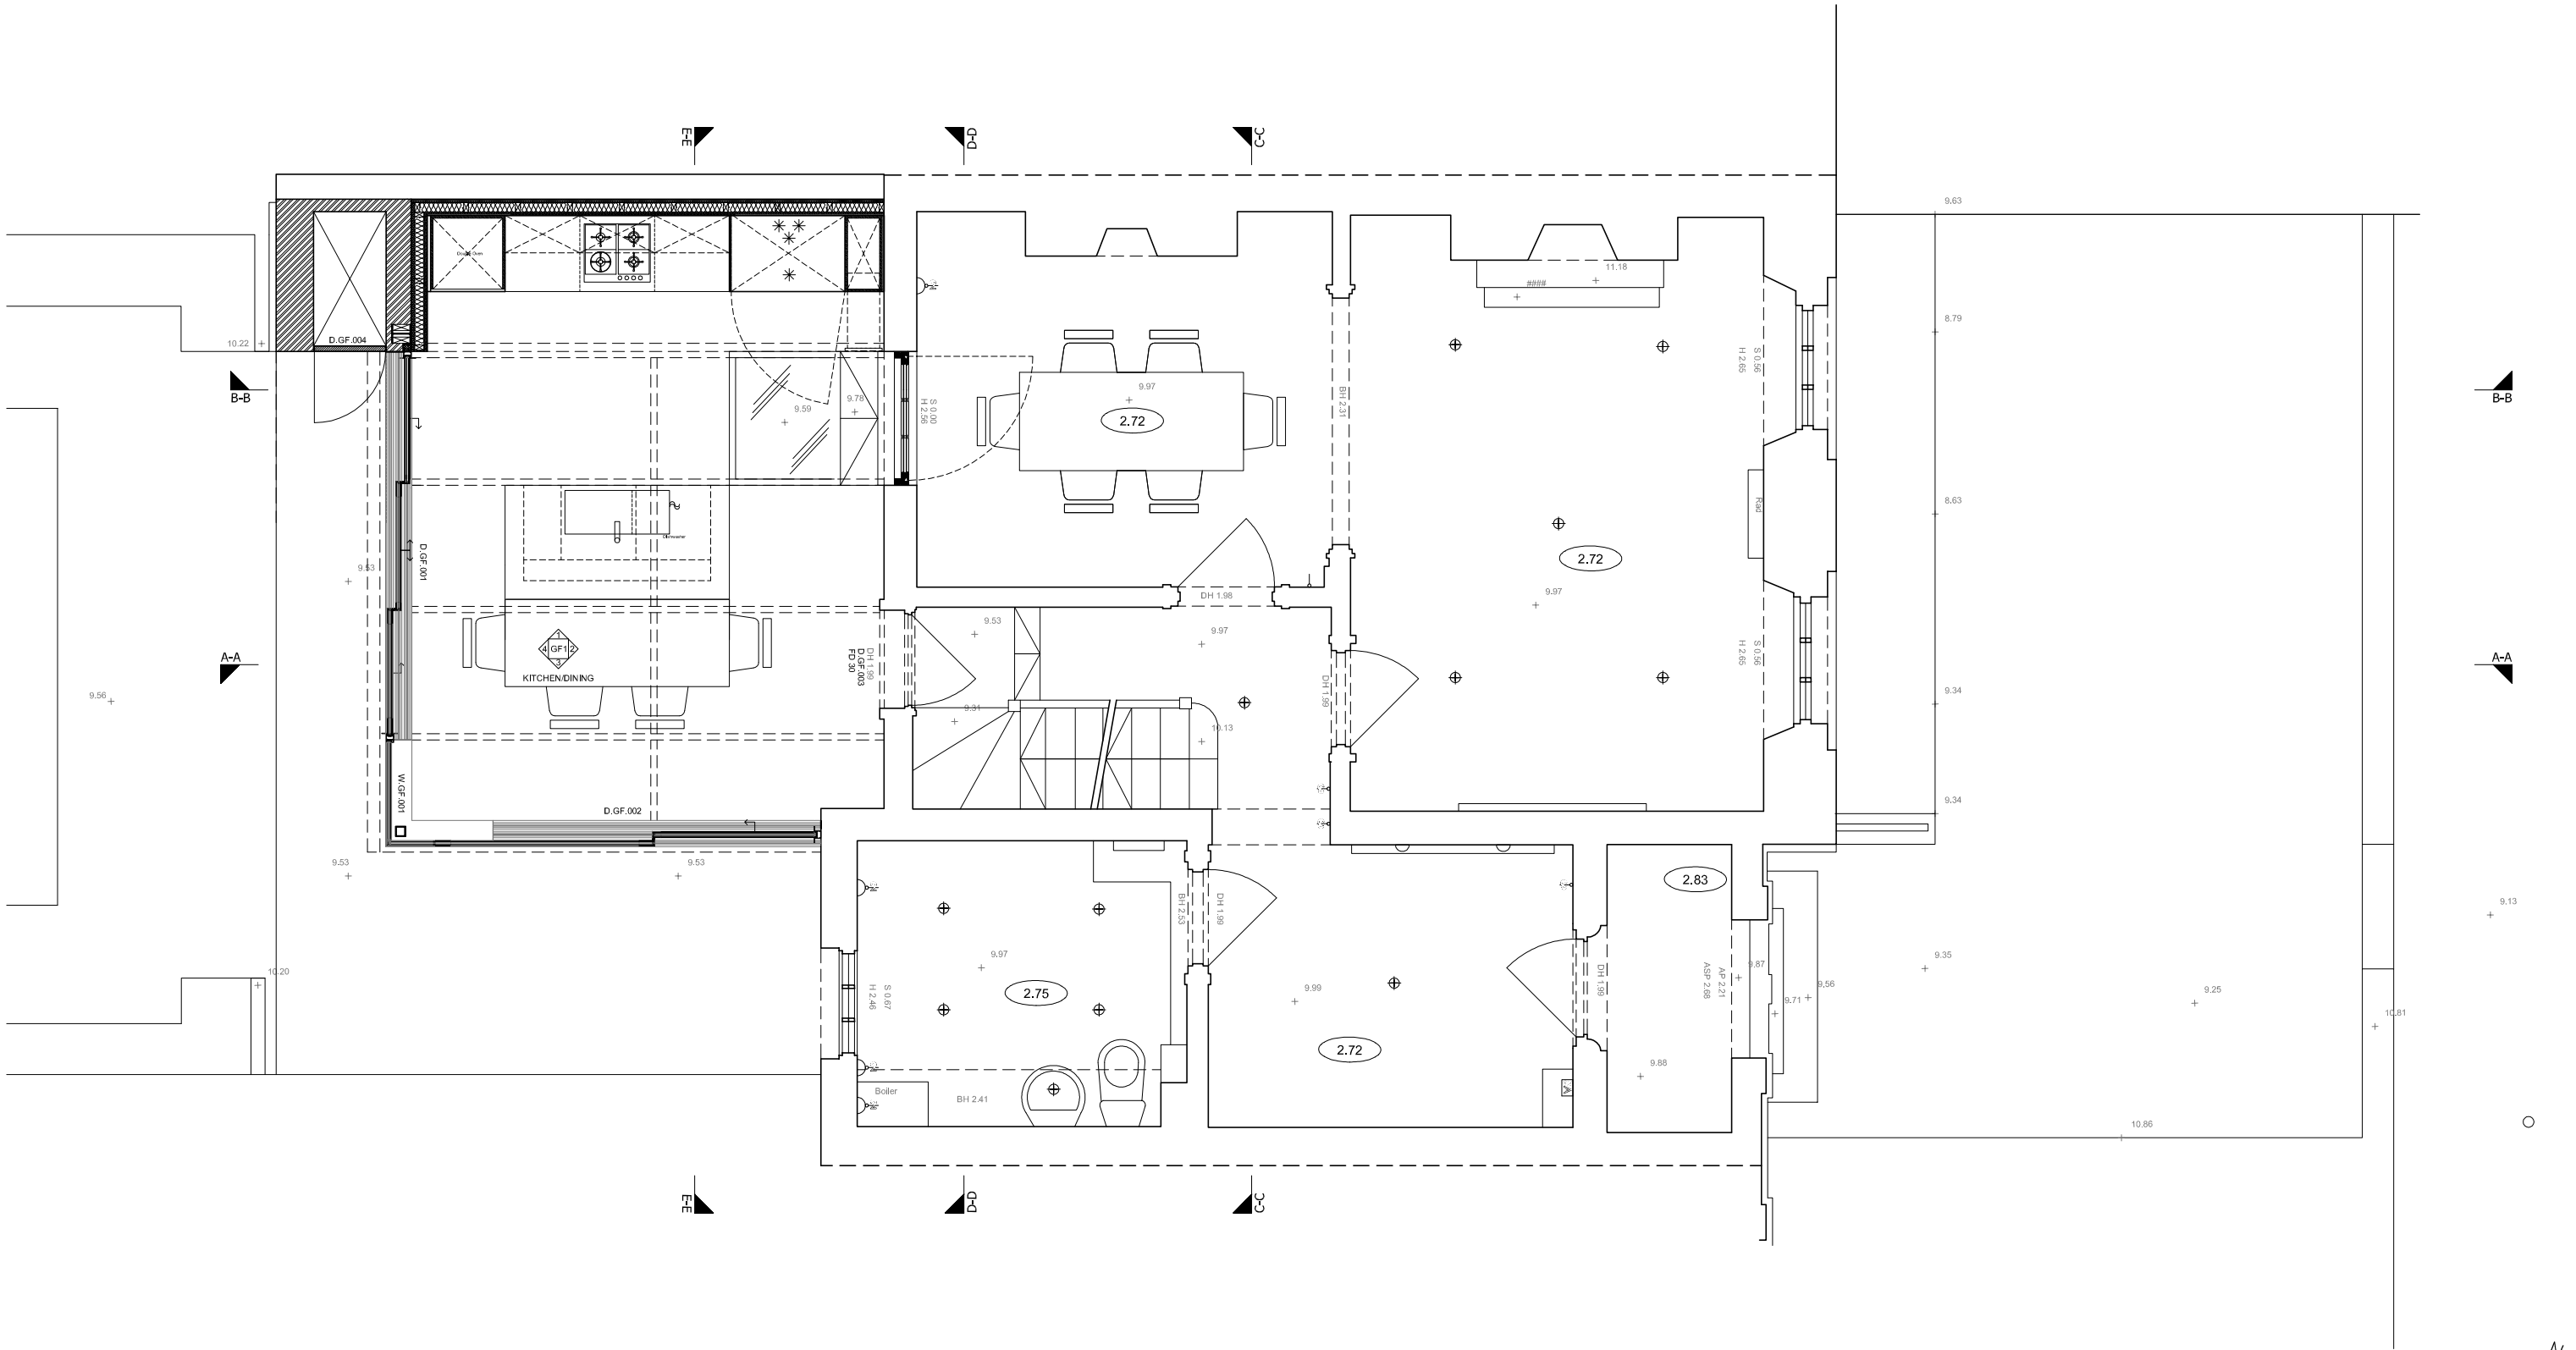 E-E
D-D
C-C
9.63
11.18
####
D.GF.004
10.22
8.79
S 0.56
H 2.65
B-B
B-B
9.59
9.78
S 0.00
H 2.56
9.97
2.72
BH 2.31
Rad
8.63
Dishwasher
D.GF.001
9.53
2.72
9.97
DH 1.98
1
4 GF1 2
3
KITCHEN/DINING
DH 1.99
D.GF.003
FD 30
9.53
9.97
S 0.56
H 2.65
A-A
A-A
9.56
9.31
10.13
DH 1.99
9.34
W.GF.001
D.GF.002
9.34
9.53
9.53
2.83
BH 2.53
DH 1.99
9.13
9.97
2.75
S 0.67
H 2.46
9.99
DH 1.99
AP 2.21
ASP 2.68
9.87
9.71
9.56
9.35
9.25
10.81
10.20
2.72
9.88
Boiler
BH 2.41
10.86
E-E
D-D
C-C